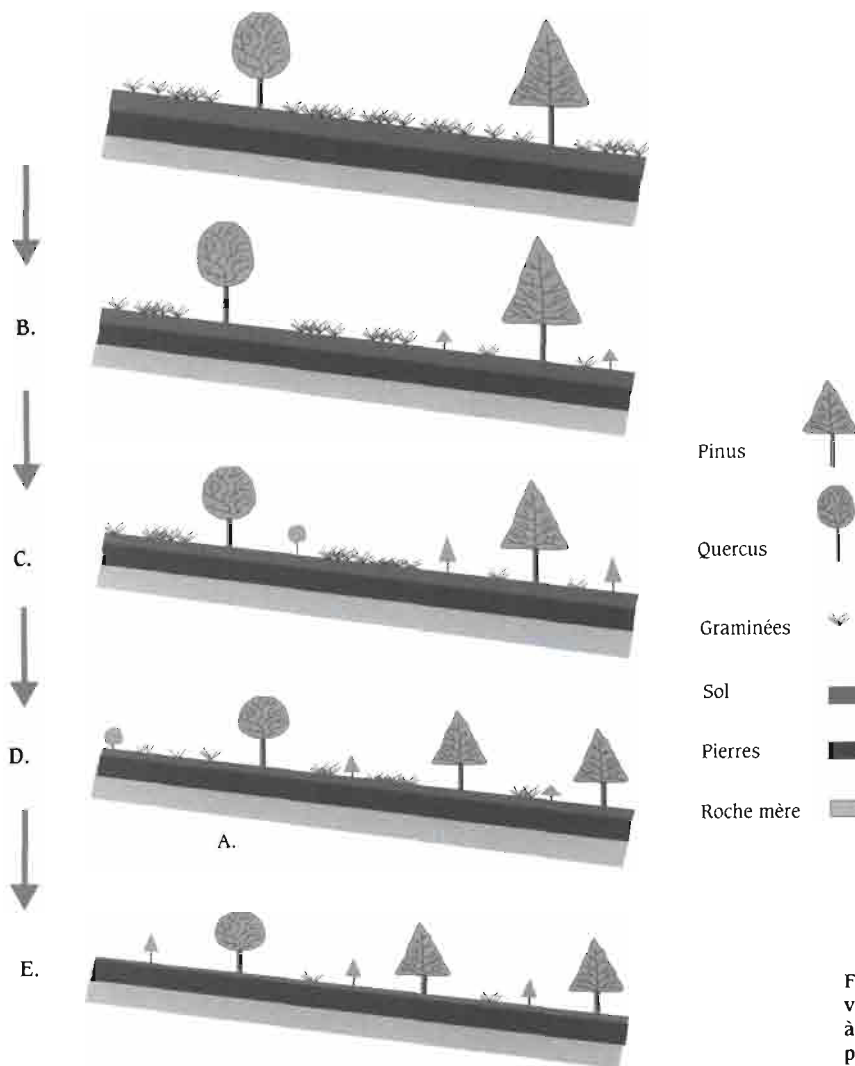 B.
C.
D.
A.
E.
Pinus
Quercus
Graminées
Sol
Pierres
Roche mère
F
v
à
p